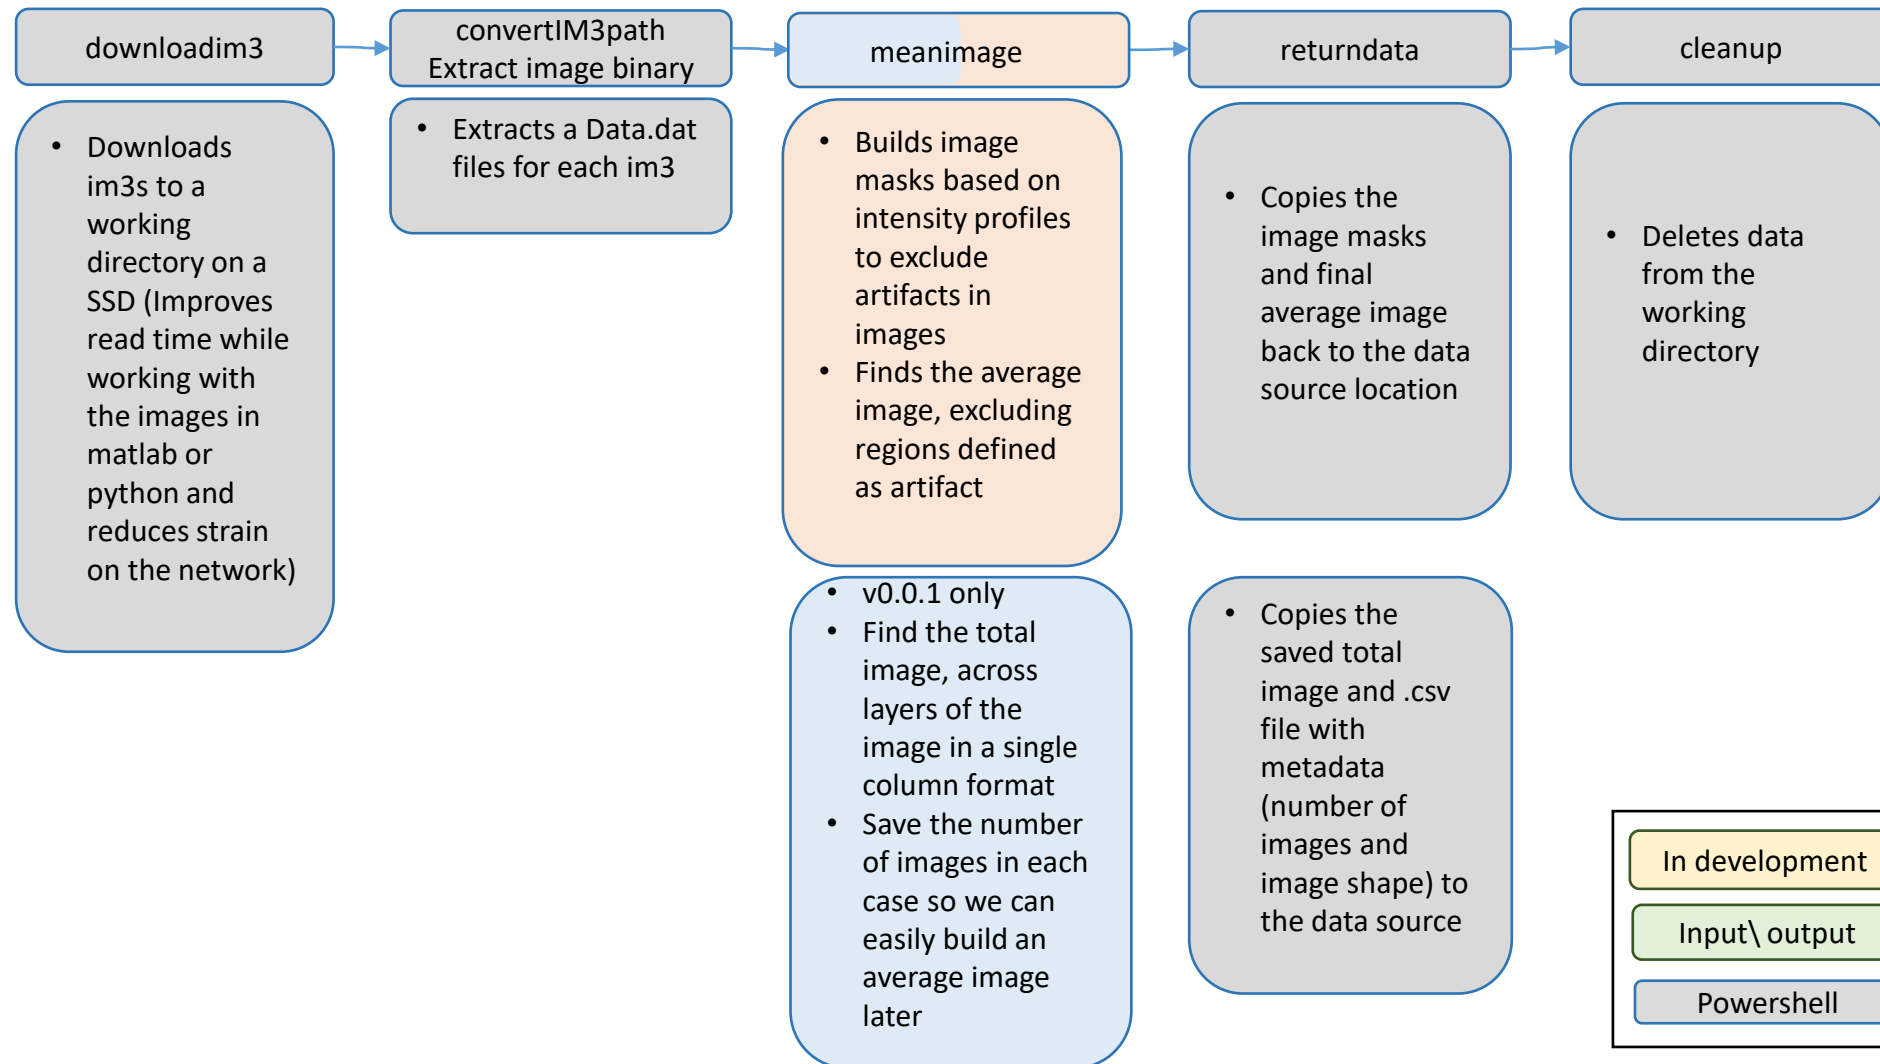 downloadim3
convertIM3path
Extract image binary
meanimage
returndata
cleanup
• Downloads
im3s to a
working
directory on a
SSD (Improves
read time while
working with
the images in
matlab or
python and
reduces strain
on the network)
• Extracts a Data.dat
files for each im3
• Builds image
masks based on
intensity profiles
to exclude
artifacts in
images
• Finds the average
image, excluding
regions defined
as artifact
• Copies the
image masks
and final
average image
back to the data
source location
• Deletes data
from the
working
directory
• v0.0.1 only
• Find the total
image, across
layers of the
image in a single
column format
• Save the number
of images in each
case so we can
easily build an
average image
later
• Copies the
saved total
image and .csv
file with
metadata
(number of
images and
image shape) to
the data source
In development
Input\ output
Powershell